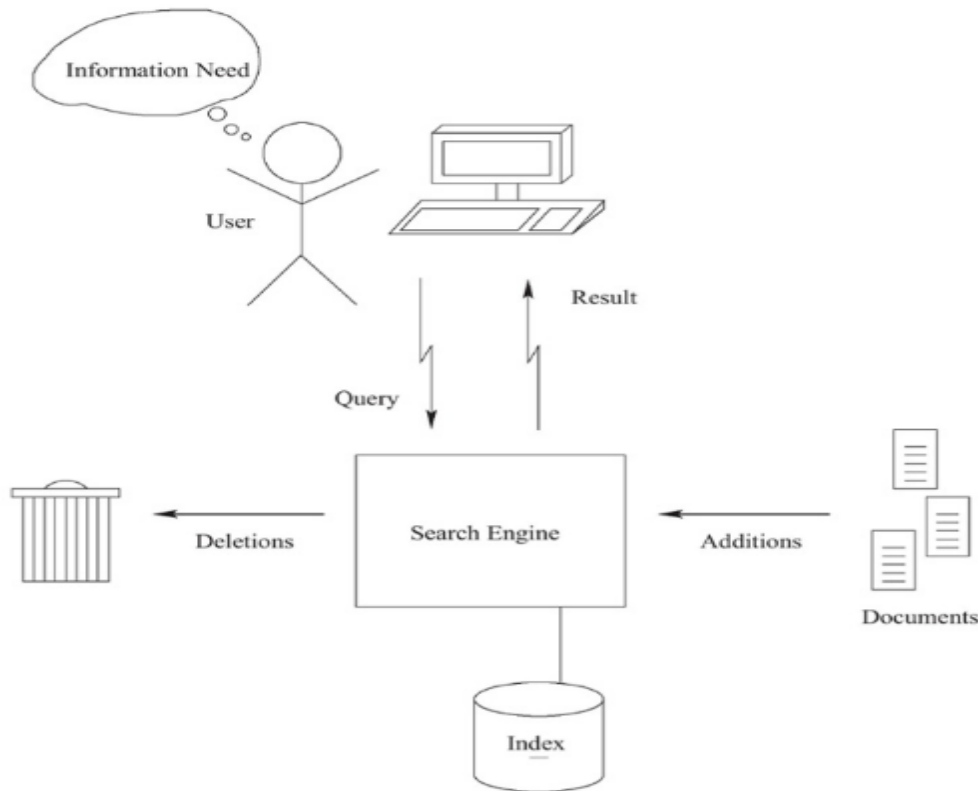 Information Need
User
Result
Query
Deletions
Search Engine
Additions
Documents
Index